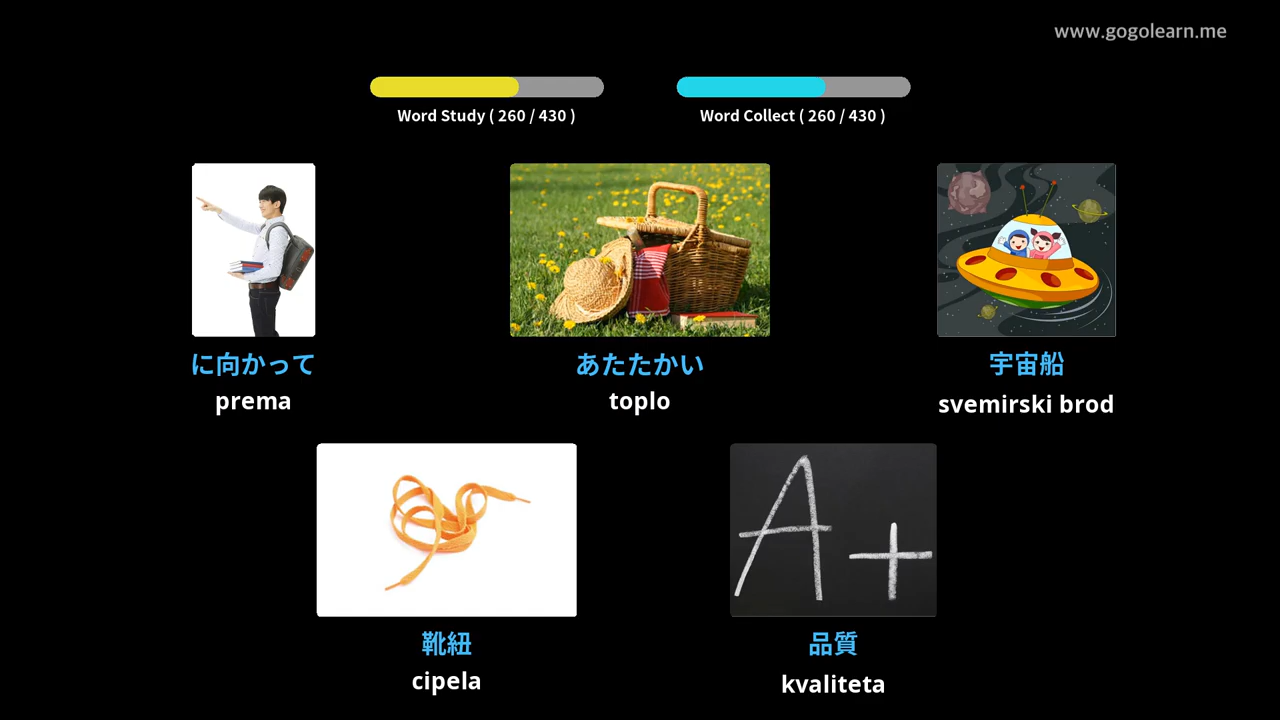 www.gogolearn.me
Word Study ( 260 / 430 )
Word Collect ( 260 / 430 )
に向かって
prema
あたたかい
toplo
宇宙船
svemirski brod
靴紐
cipela
A+
品質
kvaliteta